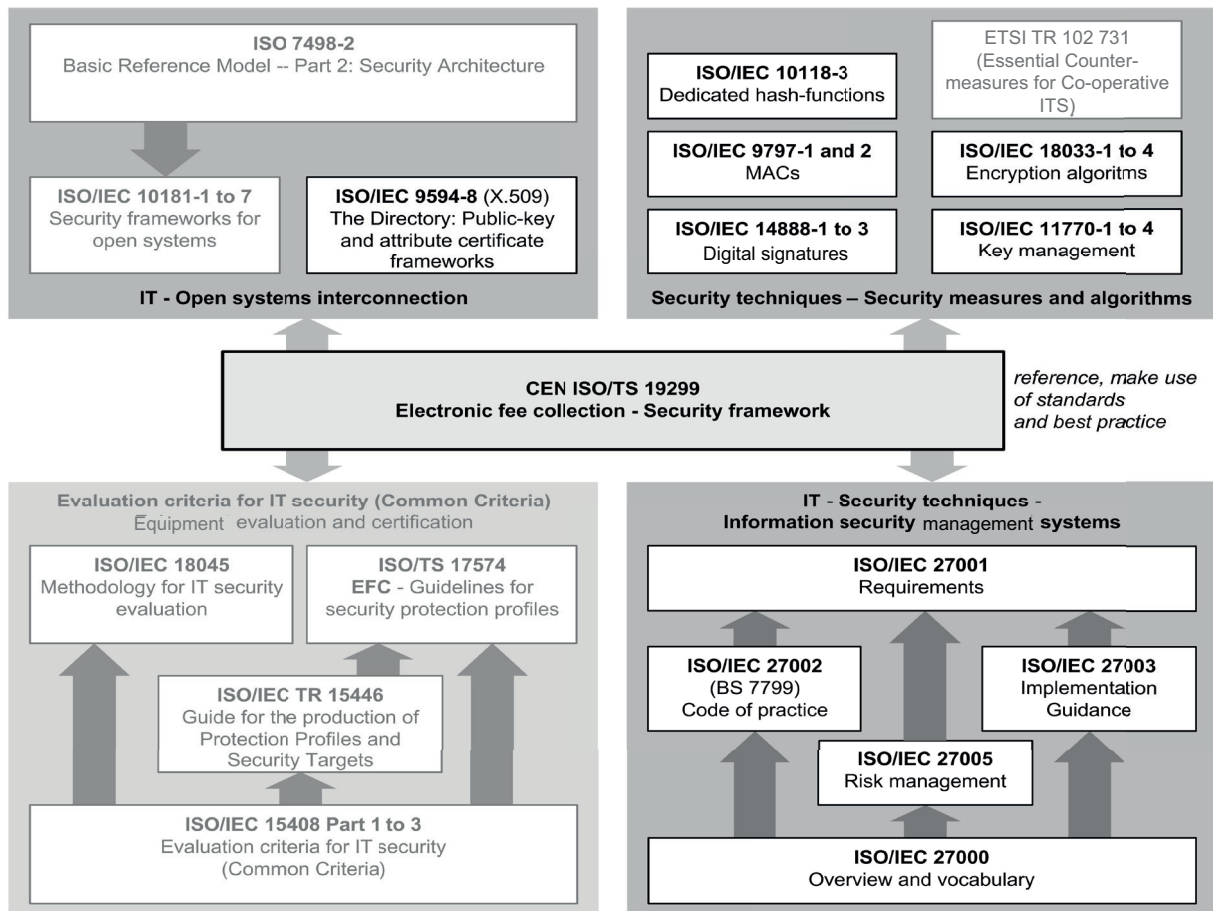 ISO 7498-2
Basic Reference Model -- Part 2: Security Architecture
ISO/IEC 10181-1 to 7
Security frameworks for
open systems
ISO/IEC 9594-8 (X.509)
The Directory: Public-key
and attribute certificate
frameworks
IT - Open systems interconnection
ISO/IEC 10118-3
Dedicated hash-functions
ETSI TR 102 731
(Essential Counter-
measures for Co-operative
ITS)
ISO/IEC 9797-1 and 2
MACs
ISO/IEC 18033-1 to 4
Encryption algoritms
ISO/IEC 14888-1 to 3
Digital signatures
ISO/IEC 11770-1 to 4
Key management
Security techniques – Security measures and algorithms
CEN ISO/TS 19299
Electronic fee collection - Security framework
reference, make use
of standards
and best practice
Evaluation criteria for IT security (Common Criteria)
Equipment evaluation and certification
ISO/IEC 18045
Methodology for IT security
evaluation
ISO/TS 17574
EFC - Guidelines for
security protection profiles
ISO/IEC TR 15446
Guide for the production of
Protection Profiles and
Security Targets
ISO/IEC 15408 Part 1 to 3
Evaluation criteria for IT security
(Common Criteria)
IT - Security techniques -
Information security management systems
ISO/IEC 27001
Requirements
ISO/IEC 27002
(BS 7799)
Code of practice
ISO/IEC 27003
Implementation
Guidance
ISO/IEC 27005
Risk management
ISO/IEC 27000
Overview and vocabulary